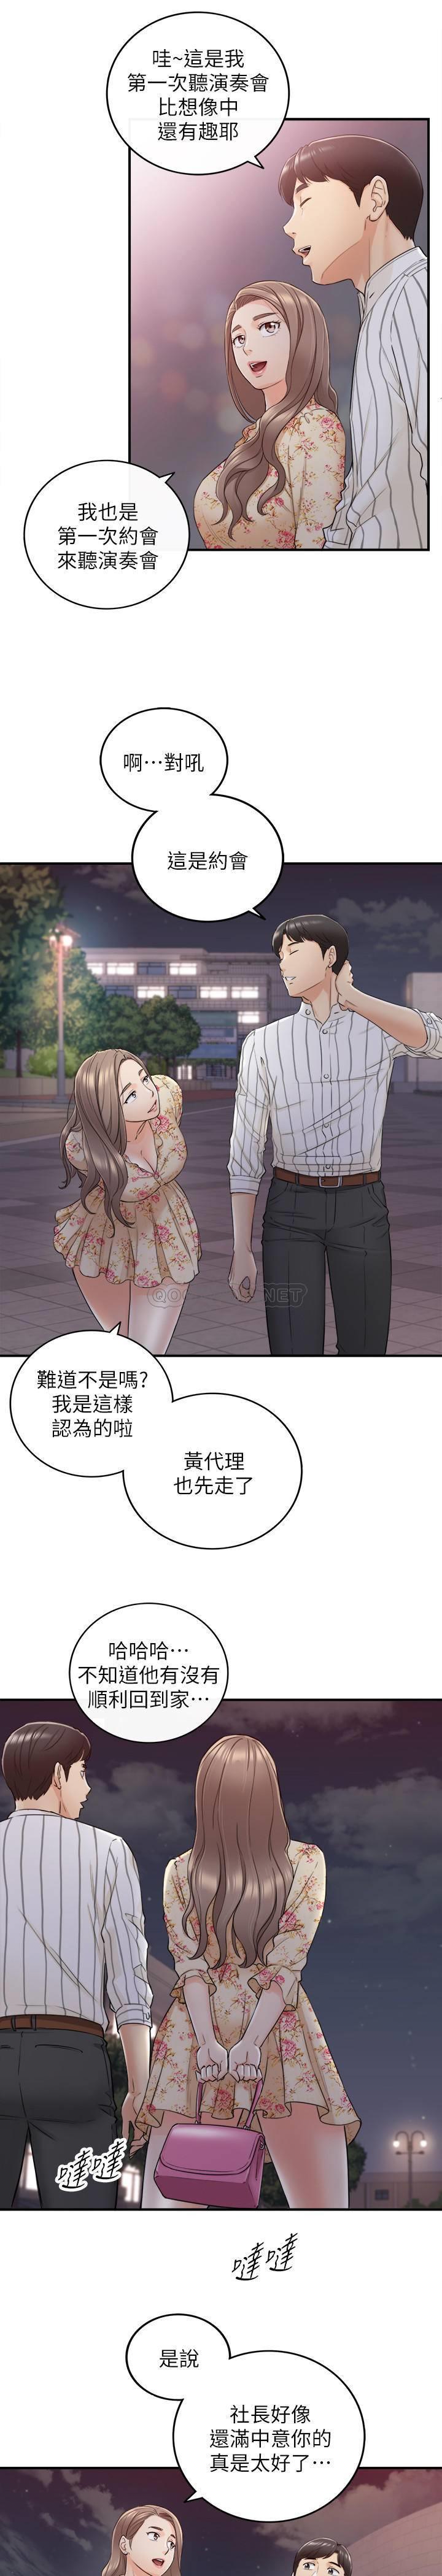 哇~這是我
第一次聽演奏會
比想像中
還有趣耶
我也是
第一次約會
來聽演奏會
啊…對吼
這是約會
難道不是嗎?
我是這樣
認為的啦
黃代理
也先走了
哈哈哈…
不知道他有沒有
順利回到家…
噠噠
噠噠
是說
社長好像
還滿中意你的
真是太好了…